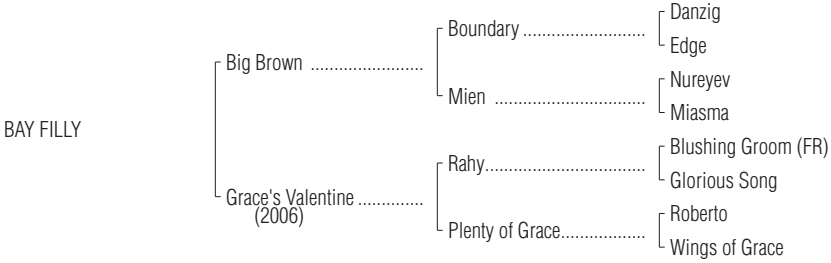 Danzig
Boundary ..........................
Edge
Big Brown ........................
Nureyev
Mien ................................
Miasma
BAY FILLY
Blushing Groom (FR)
Rahy..................................
Glorious Song
Grace's Valentine ..............
(2006)
Roberto
Plenty of Grace..................
Wings of Grace